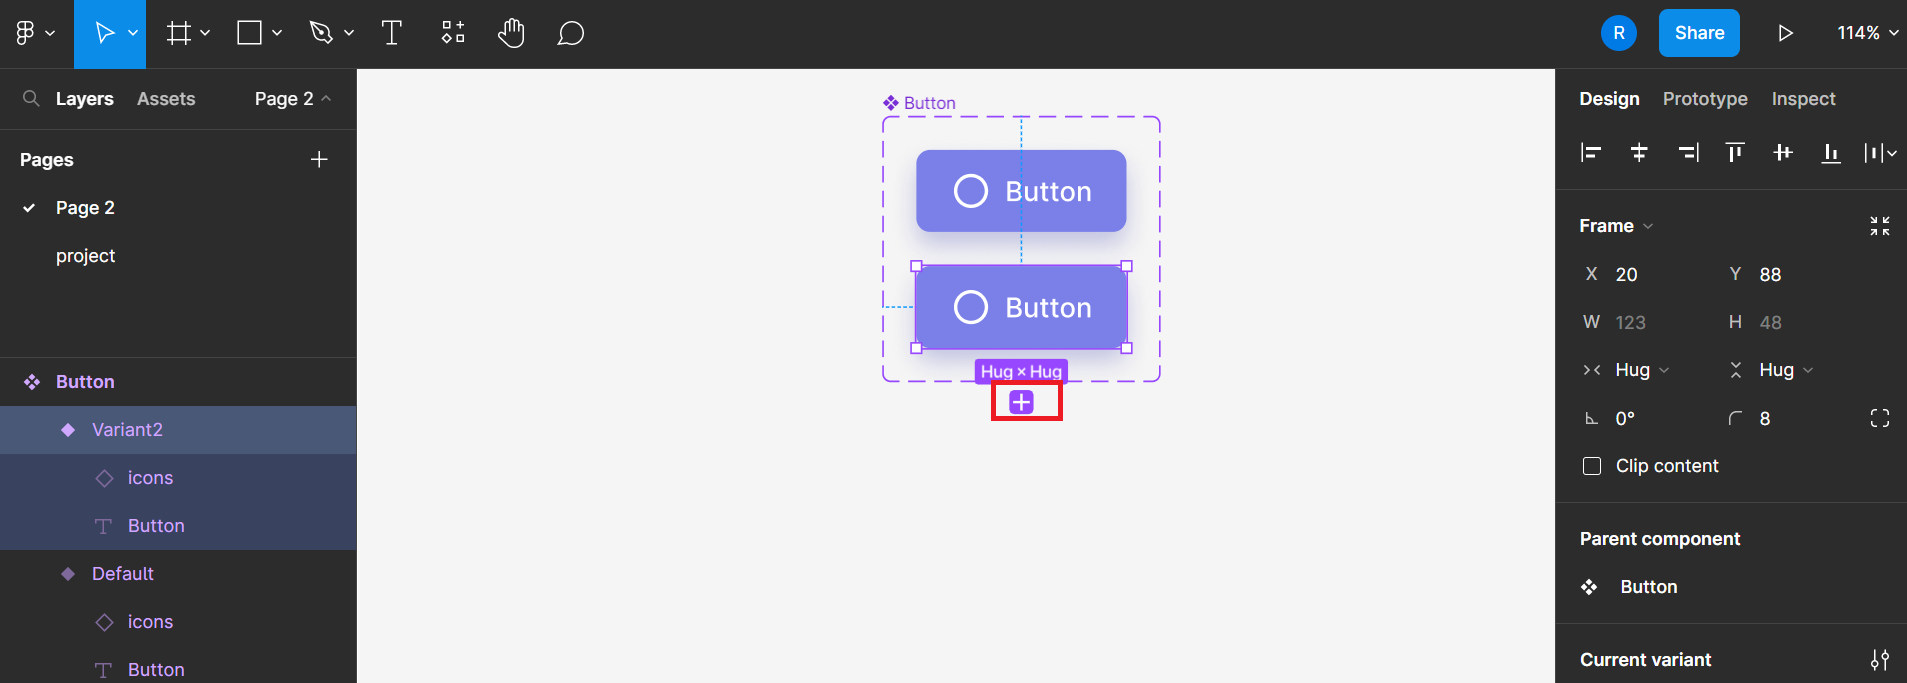 R
Share
114%
Layers
Assets
Page 2
Pages
Page 2
project
Button
Variant2
icons
Button
Default
icons
Button
Button
Button
Button
Hug × Hug
Design
Prototype
Inspect
Frame
X 20
Y 88
W 123
H 48
Hug
Hug
0°
8
Clip content
Parent component
Button
Current variant